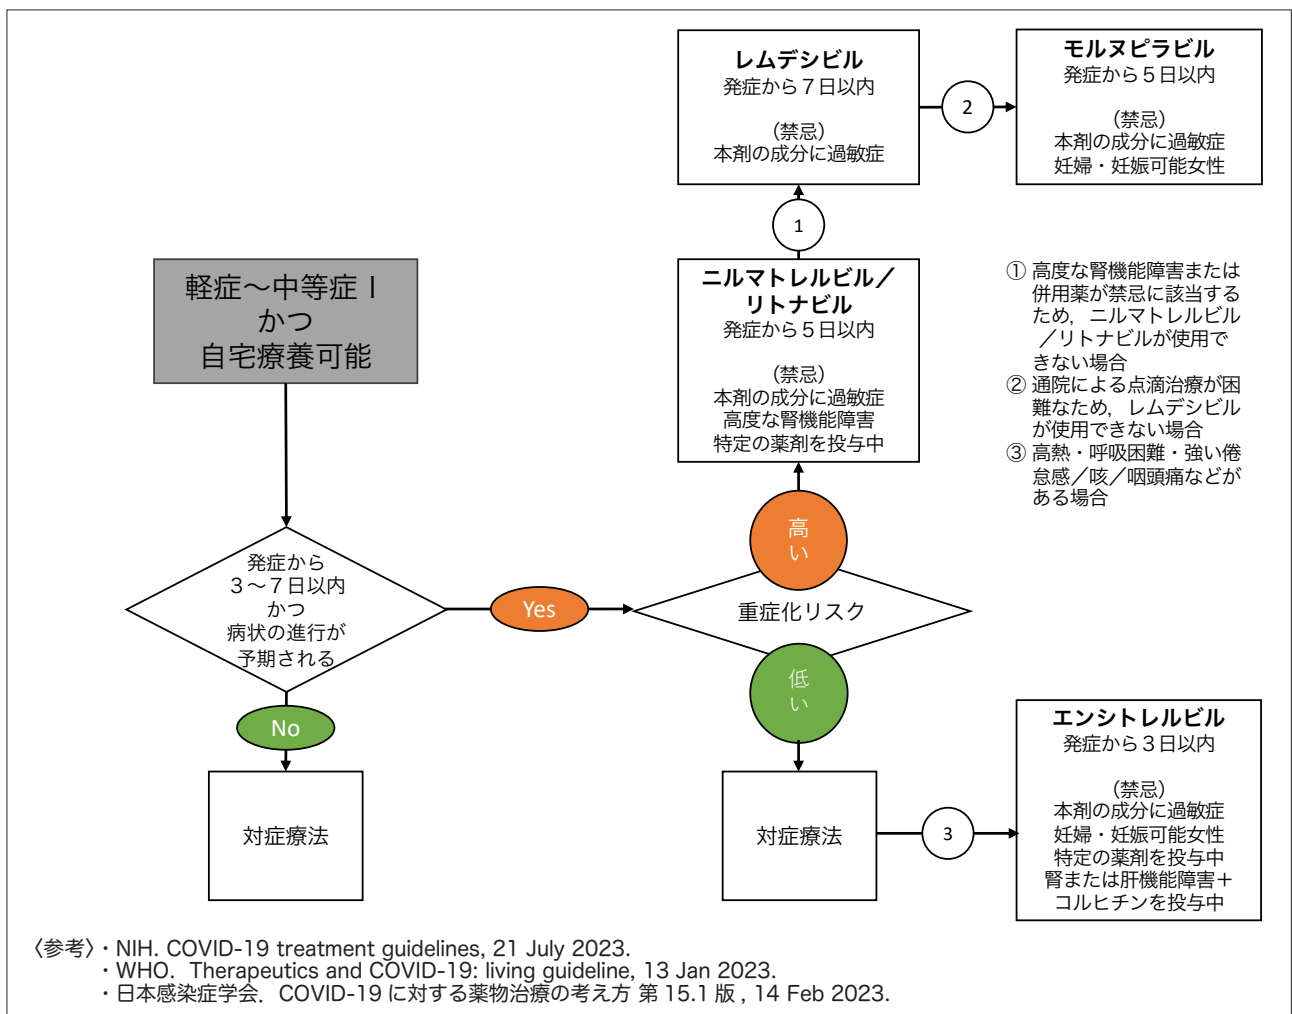 レムデシビル
発症から７日以内
（禁忌）
本剤の成分に過敏症
2
モルヌピラビル
発症から５日以内
（禁忌）
本剤の成分に過敏症
妊婦・妊娠可能女性
1
軽症～中等症Ⅰ
かつ
自宅療養可能
ニルマトレルビル／
リトナビル
発症から５日以内
（禁忌）
本剤の成分に過敏症
高度な腎機能障害
特定の薬剤を投与中
① 高度な腎機能障害または
併用薬が禁忌に該当する
ため，ニルマトレルビル
／リトナビルが使用で
きない場合
② 通院による点滴治療が困
難なため，レムデシビル
が使用できない場合
③ 高熱・呼吸困難・強い倦
怠感／咳／咽頭痛などが
ある場合
発症から
３～７日以内
かつ
病状の進行が
予期される
Yes
高
い
重症化リスク
低
い
No
対症療法
対症療法
3
エンシトレルビル
発症から３日以内
（禁忌）
本剤の成分に過敏症
妊婦・妊娠可能女性
特定の薬剤を投与中
腎または肝機能障害＋
コルヒチンを投与中
〈参考〉・NIH. COVID-19 treatment guidelines, 21 July 2023.
・WHO. Therapeutics and COVID-19: living guideline, 13 Jan 2023.
・日本感染症学会．COVID-19 に対する薬物治療の考え方 第 15.1 版 , 14 Feb 2023.